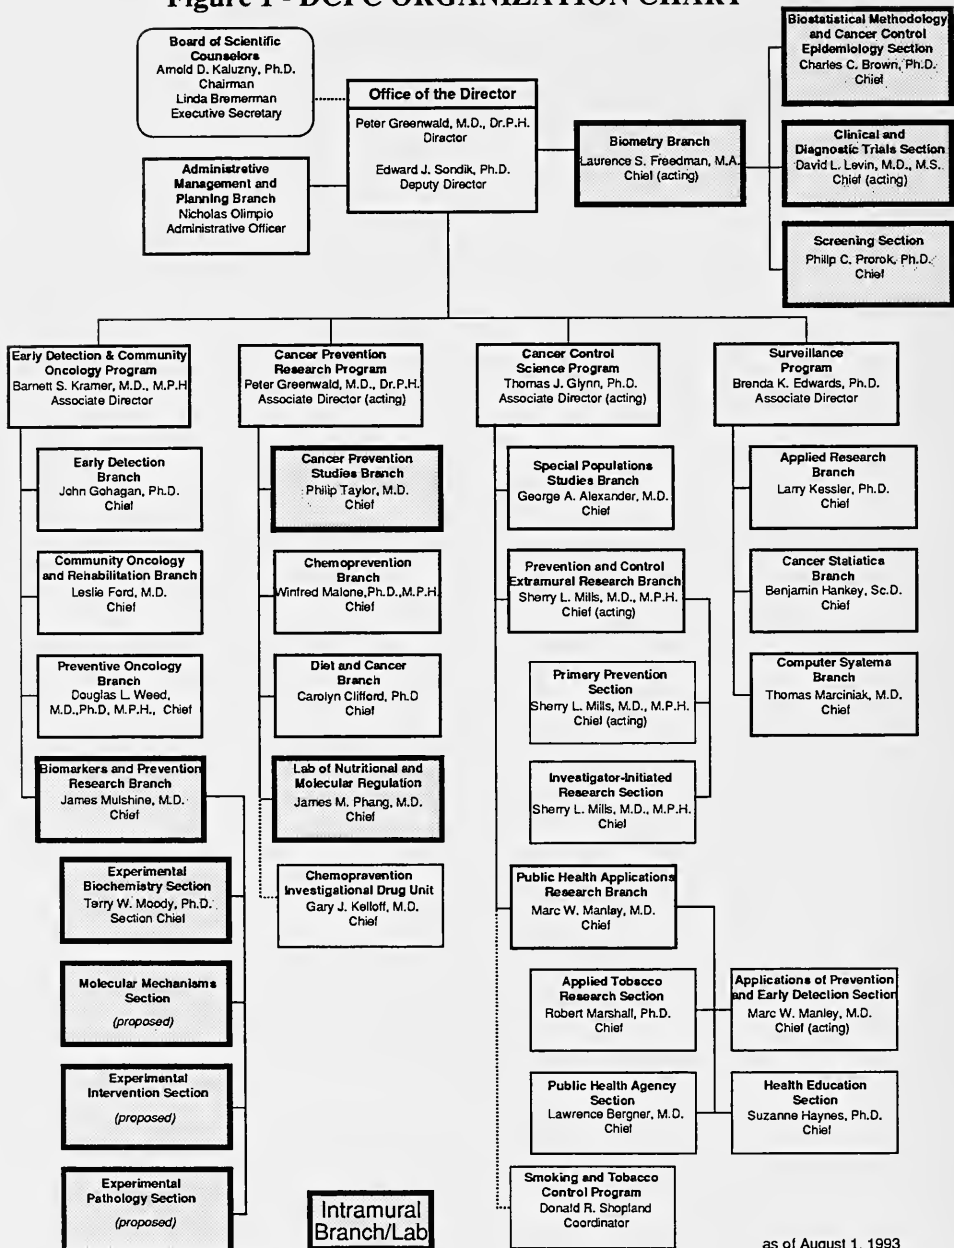 Figure 1 - DCPC ORGANIZATION CHART
Board of Scientific
Counselors
Arnold D. Kaluzny, Ph.D.
Chairman
Linda Bremerman
Executive Secretary
Office of the Director
Peter Greenwald, M.D., Dr.P.H.
Director
Edward J. Sondik, Ph.D.
Deputy Director
Administrative
Management and
Planning Branch
Nicholas Olimpio
Administrative Officer
Biometry Branch
Laurence S. Freedman, M.A.
Chief (acting)
Biostatistical Methodology
and Cancer Control
Epidemiology Section
Charles C. Brown, Ph.D.
Chief
Clinical and
Diagnostic Trials Section
David L. Levin, M.D., M.S.
Chief (acting)
Screening Section
Philip C. Prorok, Ph.D.
Chief
Early Detection & Community
Oncology Program
Barnett S. Kramer, M.D., M.P.H
Associate Director
Early Detection
Branch
John Gohagan, Ph.D.
Chief
Community Oncology
and Rehabilitation Branch
Leslie Ford, M.D.
Chief
Preventive Oncology
Branch
Douglas L. Weed,
M.D.,Ph.D, M.P.H., Chief
Biomarkers and Prevention
Research Branch
James Mulshine, M.D.
Chief
Experimental
Biochemistry Section
Terry W. Moody, Ph.D.
Section Chief
Molecular Mechanisms
Section
(proposed)
Experimental
Intervention Section
(proposed)
Experimental
Pathology Section
(proposed)
Cancer Prevention
Research Program
Peter Greenwald, M.D., Dr.P.H.
Associate Director (acting)
Cancer Prevention
Studies Branch
Philip Taylor, M.D.
Chief
Chemoprevention
Branch
Winfred Malone,Ph.D.,M.P.H.
Chief
Diet and Cancer
Branch
Carolyn Clifford, Ph.D
Chief
Lab of Nutritional and
Molecular Regulation
James M. Phang, M.D.
Chief
Chemoprevention
Investigational Drug Unit
Gary J. Kelloff, M.D.
Chief
Cancer Control
Science Program
Thomas J. Glynn, Ph.D.
Associate Director (acting)
Special Populations
Studies Branch
George A. Alexander, M.D.
Chief
Prevention and Control
Extramural Research Branch
Sherry L. Mills, M.D., M.P.H.
Chief (acting)
Primary Prevention
Section
Sherry L. Mills, M.D., M.P.H.
Chief (acting)
Investigator-Initiated
Research Section
Sherry L. Mills, M.D., M.P.H.
Chief
Public Health Applications
Research Branch
Marc W. Manley, M.D.
Chief
Applied Tobacco
Research Section
Robert Marshall, Ph.D.
Chief
Applications of Prevention
and Early Detection Section
Marc W. Manley, M.D.
Chief (acting)
Public Health Agency
Section
Lawrence Bergner, M.D.
Chief
Health Education
Section
Suzanne Haynes, Ph.D.
Chief
Smoking and Tobacco
Control Program
Donald R. Shopland
Coordinator
Surveillance
Program
Brenda K. Edwards, Ph.D.
Associate Director
Applied Research
Branch
Larry Kessler, Ph.D.
Chief
Cancer Statistics
Branch
Benjamin Hankey, Sc.D.
Chief
Computer Systems
Branch
Thomas Marciniak, M.D.
Chief
Intramural
Branch/Lab
as of August 1, 1993